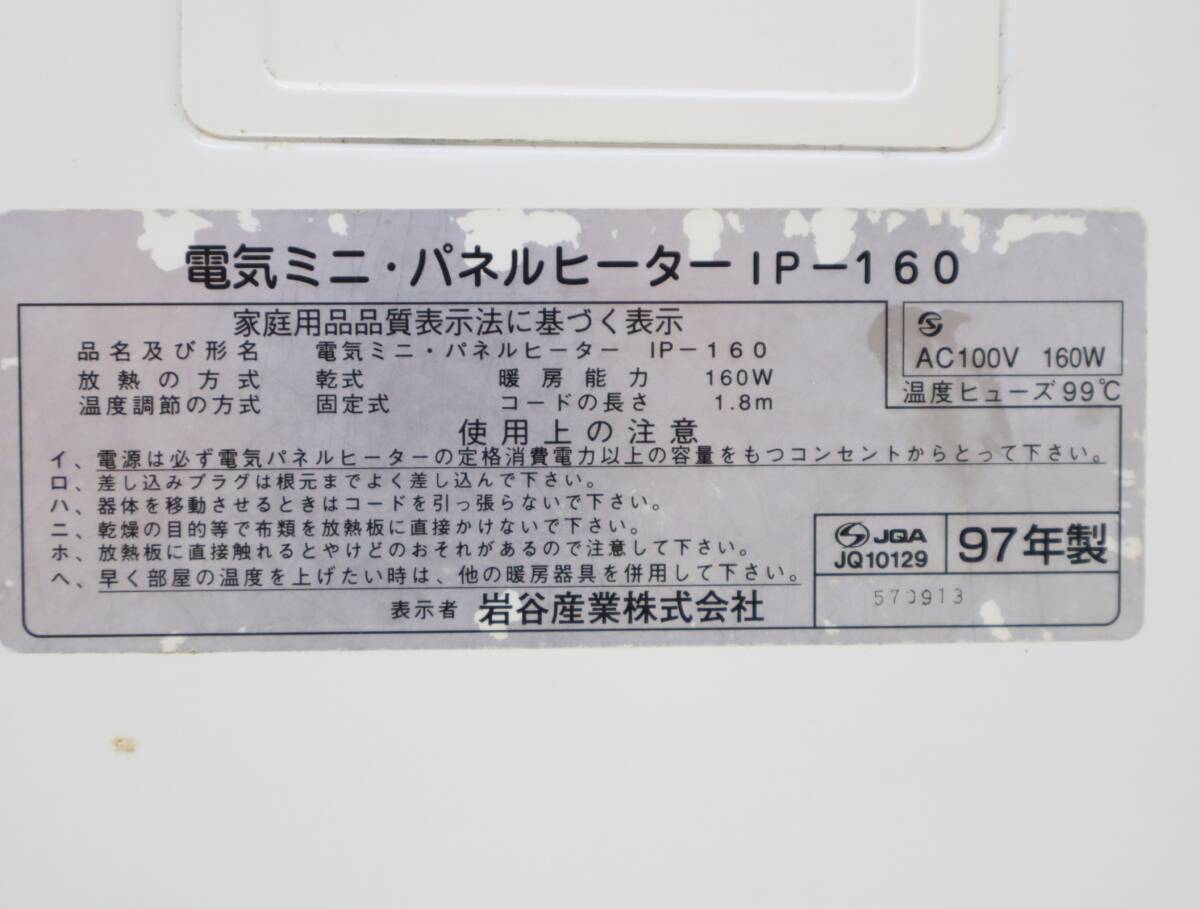 電気ミニ・パネルヒーター IP-160
家庭用品品質表示法に基づく表示
品名及び形名 電気ミニ・パネルヒーター IP-160
放熱の方式 乾式 暖房能力 160W
温度調節の方式 固定式 コードの長さ 1.8m
AC100V 160W
温度ヒューズ99℃
使用上の注意
イ、電源は必ず電気パネルヒーターの定格消費電力以上の容量をもつコンセントからとって下さい。
ロ、差し込みプラグは根元までよく差し込んで下さい。
ハ、器体を移動させるときはコードを引っ張らないで下さい。
ニ、乾燥の目的等で布類を放熱板に直接かけないで下さい。
ホ、放熱板に直接触れるとやけどのおそれがあるので注意して下さい。
ヘ、早く部屋の温度を上げたい時は、他の暖房器具を併用して下さい。
表示者 岩谷産業株式会社
JQA
JQ10129
97年製
570913